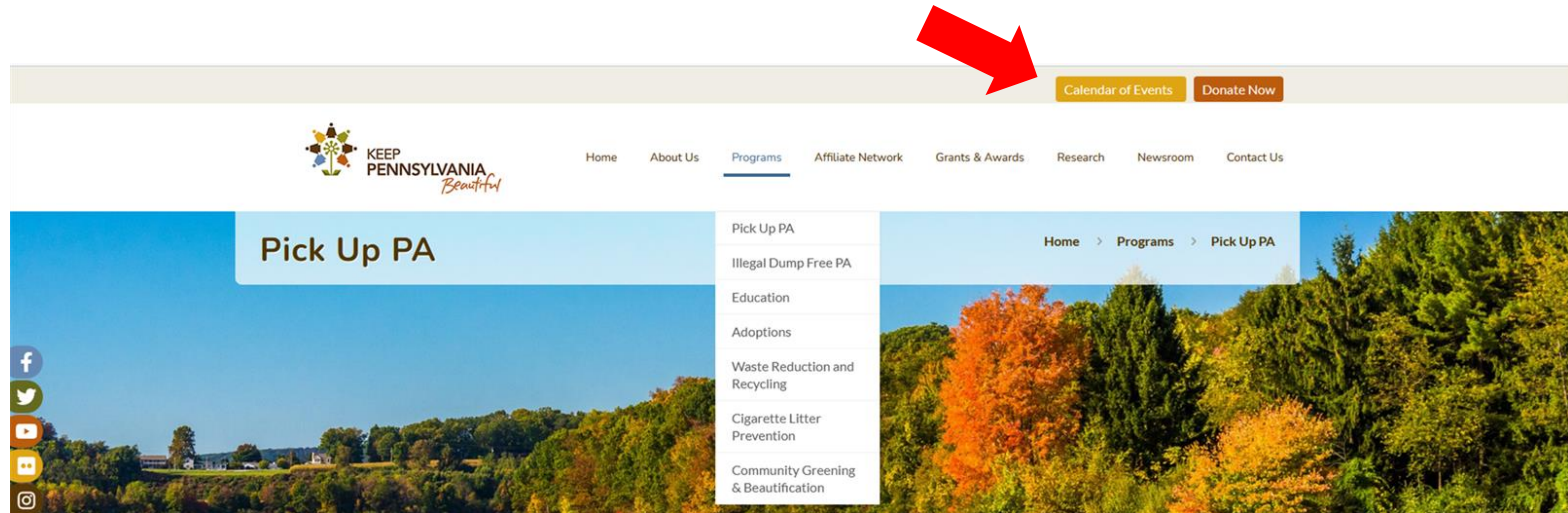 Calendar of Events
Donate Now
KEEP
PENNSYLVANIA
Beautiful
Home
About Us
Programs
Affiliate Network
Grants & Awards
Research
Newsroom
Contact Us
Pick Up PA
Home > Programs > Pick Up PA
Pick Up PA
Illegal Dump Free PA
Education
Adoptions
Waste Reduction and
Recycling
Cigarette Litter
Prevention
Community Greening
& Beautification